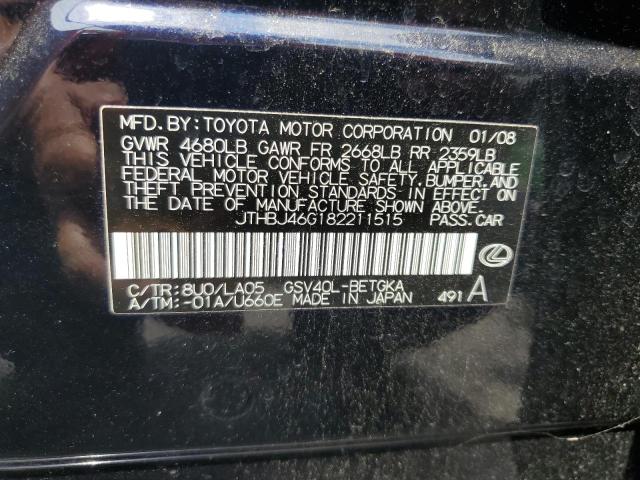 MFD. BY: TOYOTA MOTOR CORPORATION 01/08
GVWR 4680LB GAWR FR 2668LB RR 2359LB
THIS VEHICLE CONFORMS TO ALL APPLICABLE
FEDERAL MOTOR VEHICLE SAFETY, BUMPER, AND
THEFT PREVENTION STANDARDS IN EFFECT ON
THE DATE OF MANUFACTURE SHOWN ABOVE.
JTHBJ46G182211515 PASS. CAR
C/TR: 8U0/LA05 GSV40L-BETGKA
A/TM: -01A/U660E MADE IN JAPAN 491 A